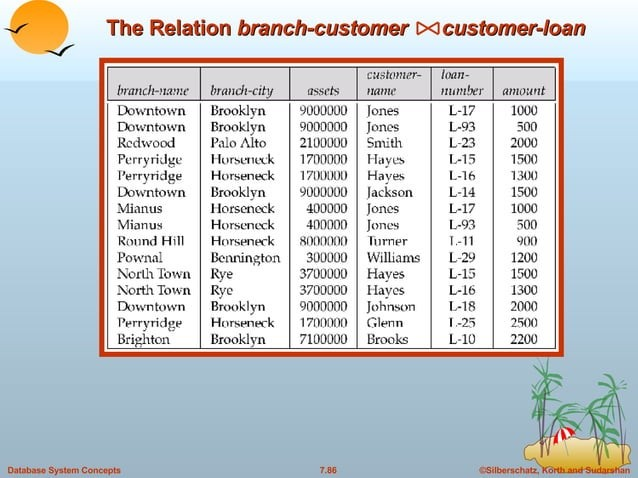 The Relation branch-customer ⋈ customer-loan
branch-name branch-city assets customer-name loan-number amount
Downtown Brooklyn 9000000 Jones L-17 1000
Downtown Brooklyn 9000000 Jones L-93 500
Redwood Palo Alto 2100000 Smith L-23 2000
Perryridge Horseneck 1700000 Hayes L-15 1500
Perryridge Horseneck 1700000 Hayes L-16 1300
Downtown Brooklyn 9000000 Jackson L-14 1500
Mianus Horseneck 400000 Jones L-17 1000
Mianus Horseneck 400000 Jones L-93 500
Round Hill Horseneck 8000000 Turner L-11 900
Pownal Bennington 300000 Williams L-29 1200
North Town Rye 3700000 Hayes L-15 1500
North Town Rye 3700000 Hayes L-16 1300
Downtown Brooklyn 9000000 Johnson L-18 2000
Perryridge Horseneck 1700000 Glenn L-25 2500
Brighton Brooklyn 7100000 Brooks L-10 2200
Database System Concepts 7.86 ©Silberschatz, Korth and Sudarshan